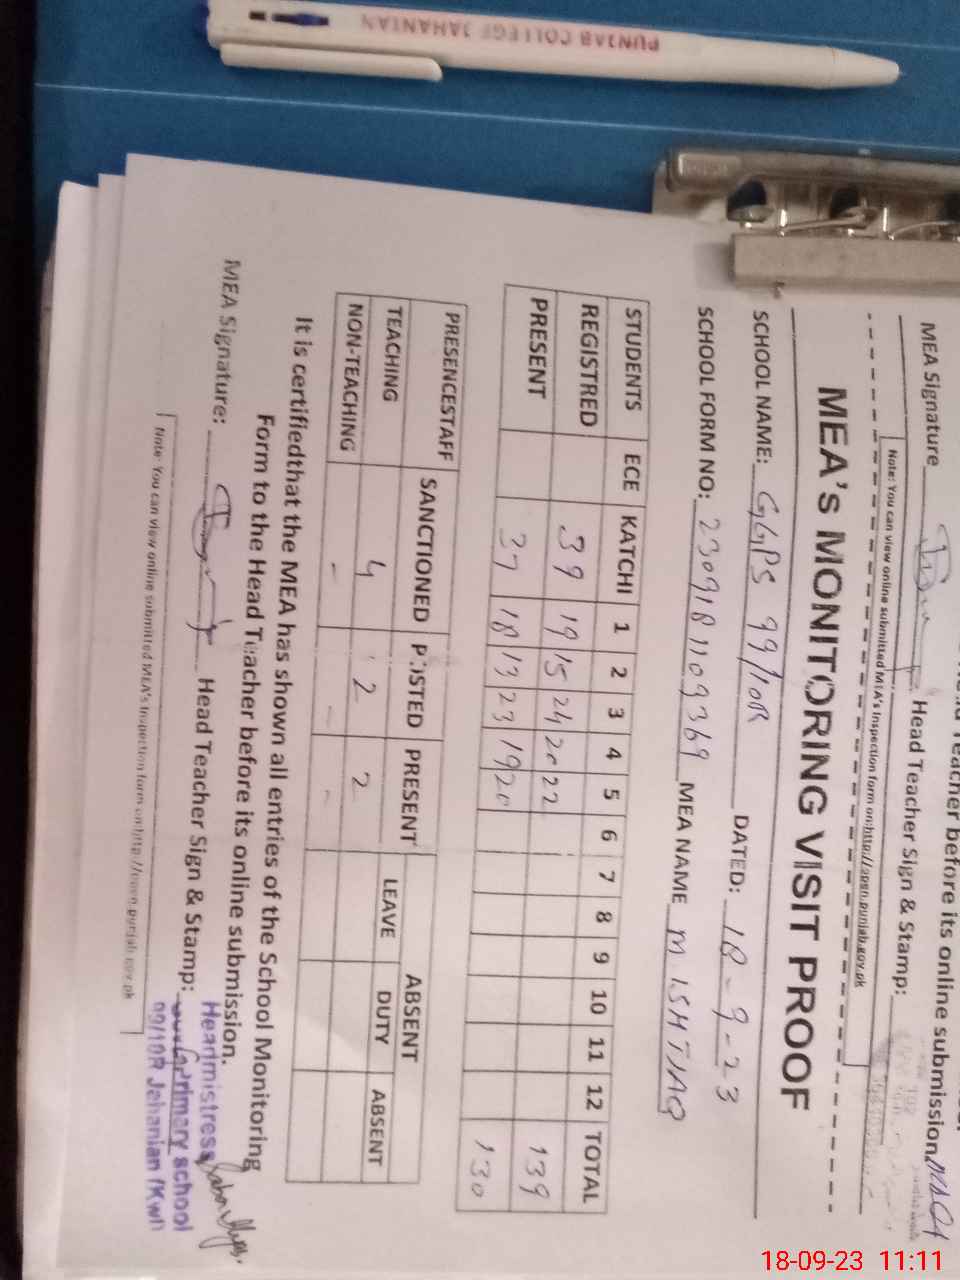 PUNJAB COLLEGE JAHANIAN
Teacher before its online submission.
MEA Signature Head Teacher Sign & Stamp:
Note: You can view online submitted MEA's Inspection form on:http://open.punjab.gov.pk
MEA's MONITORING VISIT PROOF
SCHOOL NAME: GGPS 99/10R DATED: 18-9-23
SCHOOL FORM NO: 2309181109369 MEA NAME M ISHTIAQ
STUDENTS ECE KATCHI 1 2 3 4 5 6 7 8 9 10 11 12 TOTAL
REGISTRED 39 19 15 24 20 22 139
PRESENT 37 18 13 23 19 20 130
PRESENCESTAFF SANCTIONED POSTED PRESENT ABSENT
LEAVE DUTY ABSENT
TEACHING 4 2 2
NON-TEACHING - - -
It is certifiedthat the MEA has shown all entries of the School Monitoring
Form to the Head Teacher before its online submission.
MEA Signature: Head Teacher Sign & Stamp:
Headmistress
Primary school
99/10R Jahanian (Kwl)
Note: You can view online submitted MEA's Inspection form on:http://open.punjab.gov.pk
18-09-23 11:11